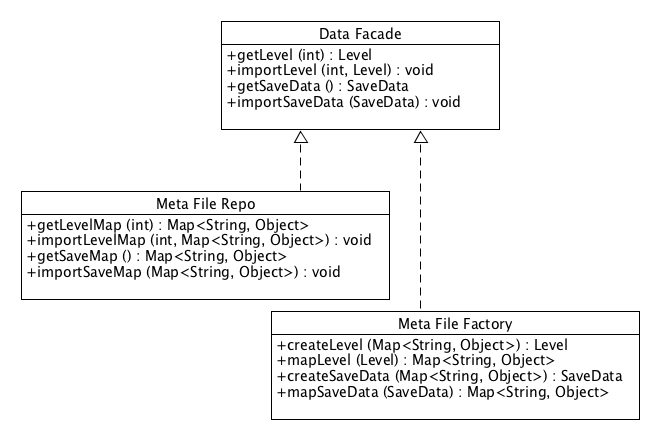 Data Facade
+getLevel (int) : Level
+importLevel (int, Level) : void
+getSaveData () : SaveData
+importSaveData (SaveData) : void
Meta File Repo
+getLevelMap (int) : Map<String, Object>
+importLevelMap (int, Map<String, Object>) : void
+getSaveMap () : Map<String, Object>
+importSaveMap (Map<String, Object>) : void
Meta File Factory
+createLevel (Map<String, Object>) : Level
+mapLevel (Level) : Map<String, Object>
+createSaveData (Map<String, Object>) : SaveData
+mapSaveData (SaveData) : Map<String, Object>